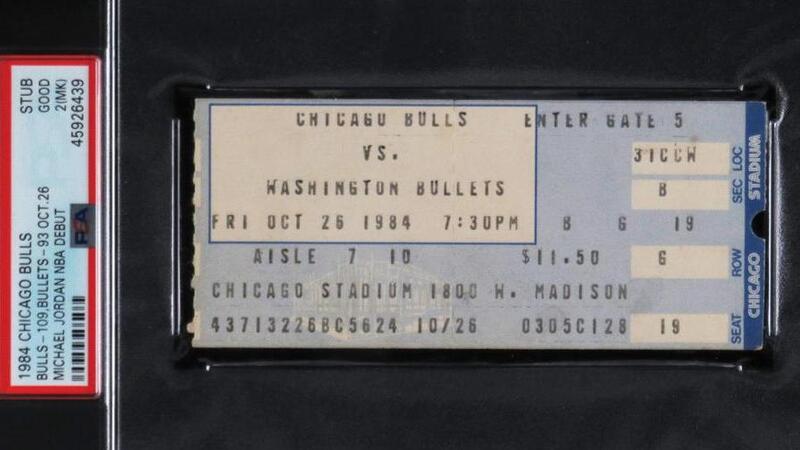 1984 CHICAGO BULLS
BULLS - 109, BULLETS - 93 OCT.26
MICHAEL JORDAN NBA DEBUT
STUB
GOOD
2(MK)
45926439
PSA
CHICAGO BULLS
VS.
WASHINGTON BULLETS
FRI OCT 26 1984 7:30PM
ENTER GATE 5
B 6 19
AISLE 7 10 $11.50
CHICAGO STADIUM 1800 W. MADISON
43713226BC5624 10/26 0305C128
31CCW
B
6
19
SEAT ROW SEC LOC
CHICAGO STADIUM